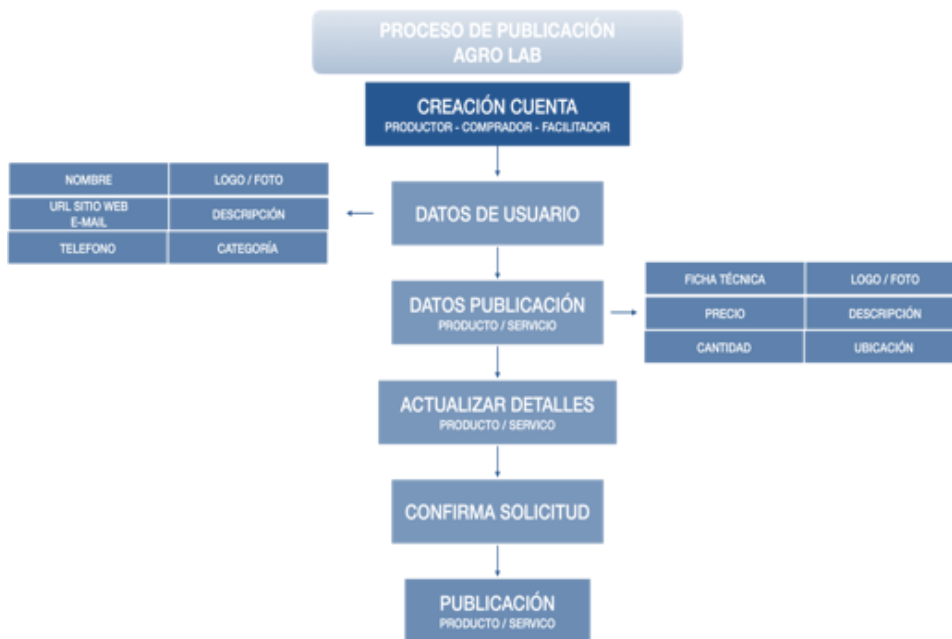 PROCESO DE PUBLICACIÓN
AGRO LAB
CREACIÓN CUENTA
PRODUCTOR - COMPRADOR - FACILITADOR
NOMBRE
LOGO / FOTO
URL SITIO WEB
E-MAIL
DESCRIPCIÓN
TELEFONO
CATEGORÍA
DATOS DE USUARIO
DATOS PUBLICACIÓN
PRODUCTO / SERVICIO
FICHA TÉCNICA
LOGO / FOTO
PRECIO
DESCRIPCIÓN
CANTIDAD
UBICACIÓN
ACTUALIZAR DETALLES
PRODUCTO / SERVICO
CONFIRMA SOLICITUD
PUBLICACIÓN
PRODUCTO / SERVICO